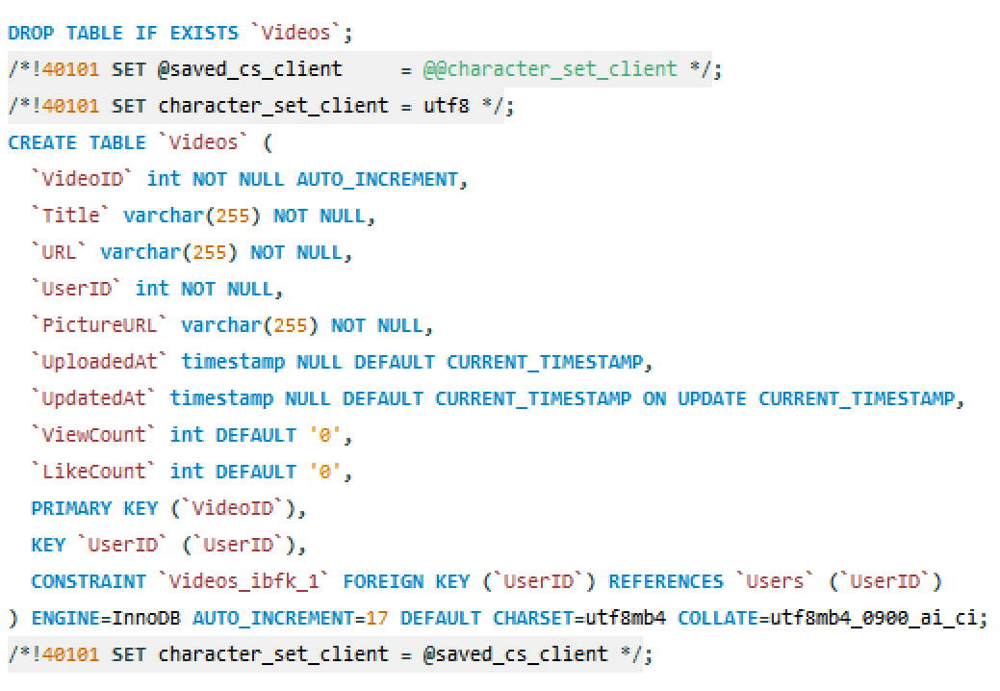 DROP TABLE IF EXISTS `Videos`;
/*!40101 SET @saved_cs_client     = @@character_set_client */;
/*!40101 SET character_set_client = utf8 */;
CREATE TABLE `Videos` (
  `VideoID` int NOT NULL AUTO_INCREMENT,
  `Title` varchar(255) NOT NULL,
  `URL` varchar(255) NOT NULL,
  `UserID` int NOT NULL,
  `PictureURL` varchar(255) NOT NULL,
  `UploadedAt` timestamp NULL DEFAULT CURRENT_TIMESTAMP,
  `UpdatedAt` timestamp NULL DEFAULT CURRENT_TIMESTAMP ON UPDATE CURRENT_TIMESTAMP,
  `ViewCount` int DEFAULT '0',
  `LikeCount` int DEFAULT '0',
  PRIMARY KEY (`VideoID`),
  KEY `UserID` (`UserID`),
  CONSTRAINT `Videos_ibfk_1` FOREIGN KEY (`UserID`) REFERENCES `Users` (`UserID`)
) ENGINE=InnoDB AUTO_INCREMENT=17 DEFAULT CHARSET=utf8mb4 COLLATE=utf8mb4_0900_ai_ci;
/*!40101 SET character_set_client = @saved_cs_client */;